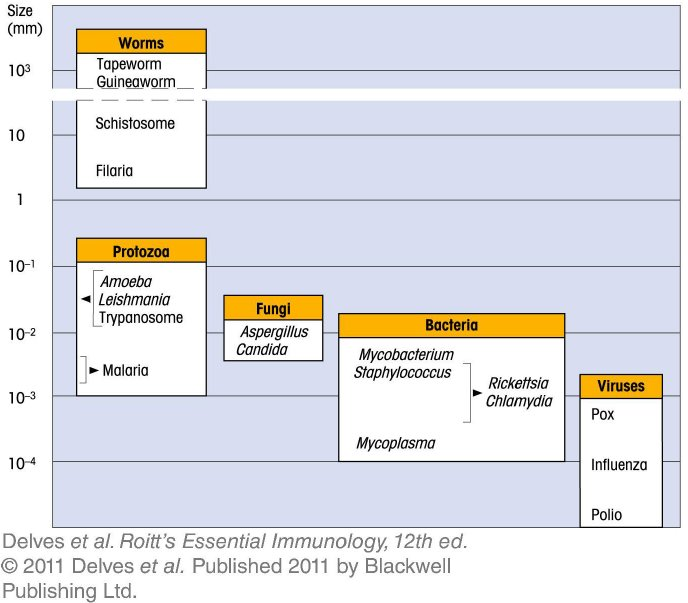 Size
(mm)
10³
10
1
10⁻¹
10⁻²
10⁻³
10⁻⁴
Worms
Tapeworm
Guineaworm
Schistosome
Filaria
Protozoa
Amoeba
Leishmania
Trypanosome
Malaria
Fungi
Aspergillus
Candida
Bacteria
Mycobacterium
Staphylococcus
Rickettsia
Chlamydia
Mycoplasma
Viruses
Pox
Influenza
Polio
Delves et al. Roitt's Essential Immunology, 12th ed.
© 2011 Delves et al. Published 2011 by Blackwell
Publishing Ltd.